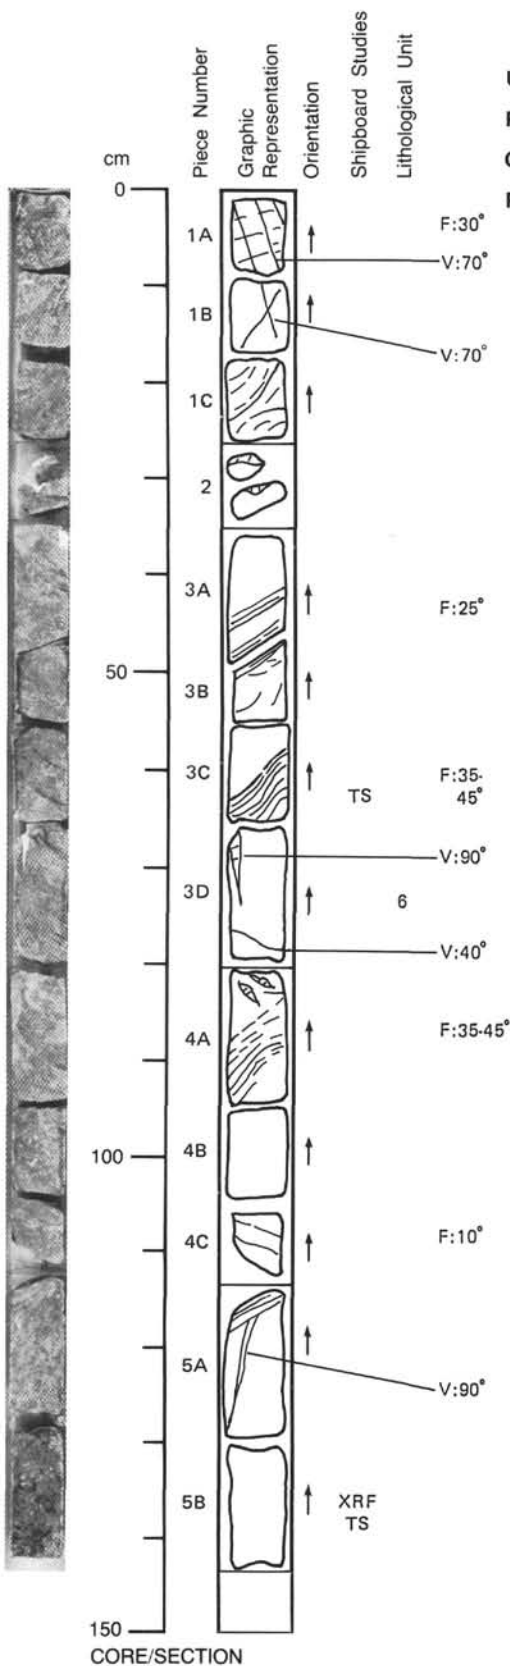 cm
Piece Number
Graphic Representation
Orientation
Shipboard Studies
Lithological Unit
0
1A
F:30°
V:70°
1B
V:70°
1C
2
3A
F:25°
50
3B
3C
TS
F:35-
45°
V:90°
3D
6
V:40°
4A
F:35-45°
100
4B
4C
F:10°
5A
V:90°
5B
XRF
TS
150
CORE/SECTION